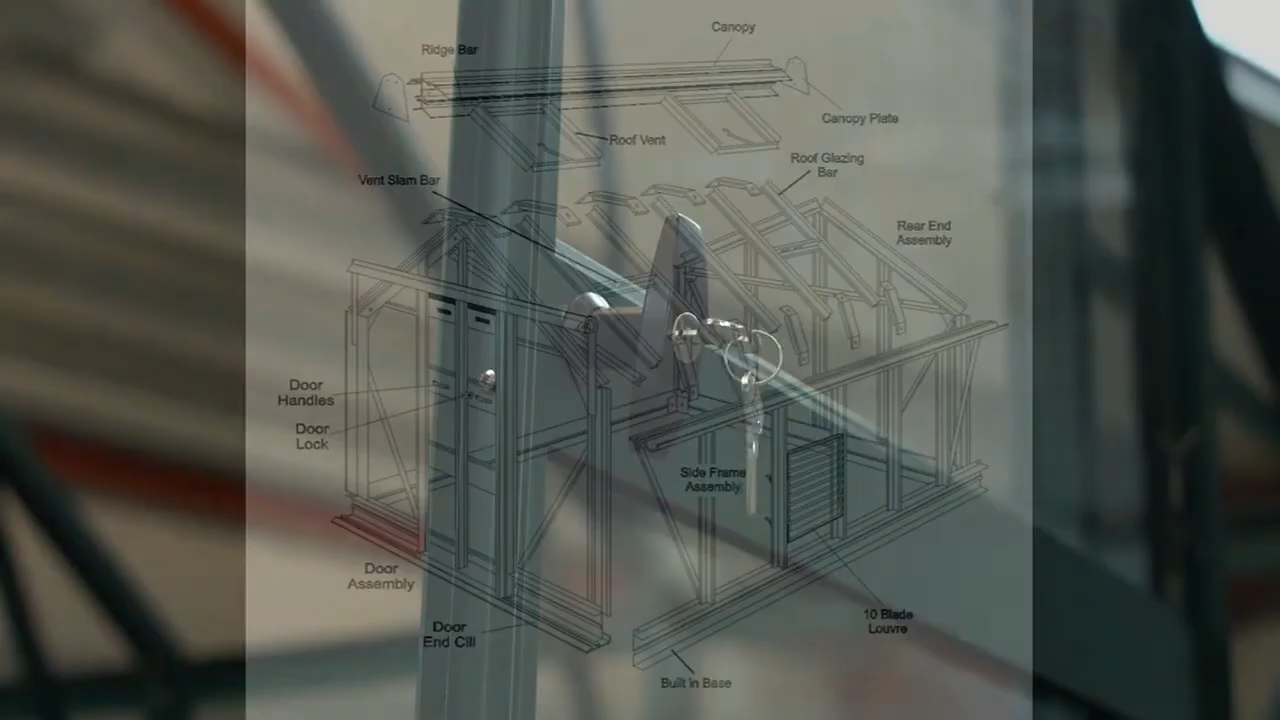 Canopy
Ridge Bar
Canopy Plate
Roof Vent
Roof Glazing
Bar
Vent Slam Bar
Rear End
Assembly
Door
Handles
Door
Lock
Side Frame
Assembly
Door
Assembly
10 Blade
Louvre
Door
End Cill
Built in Base